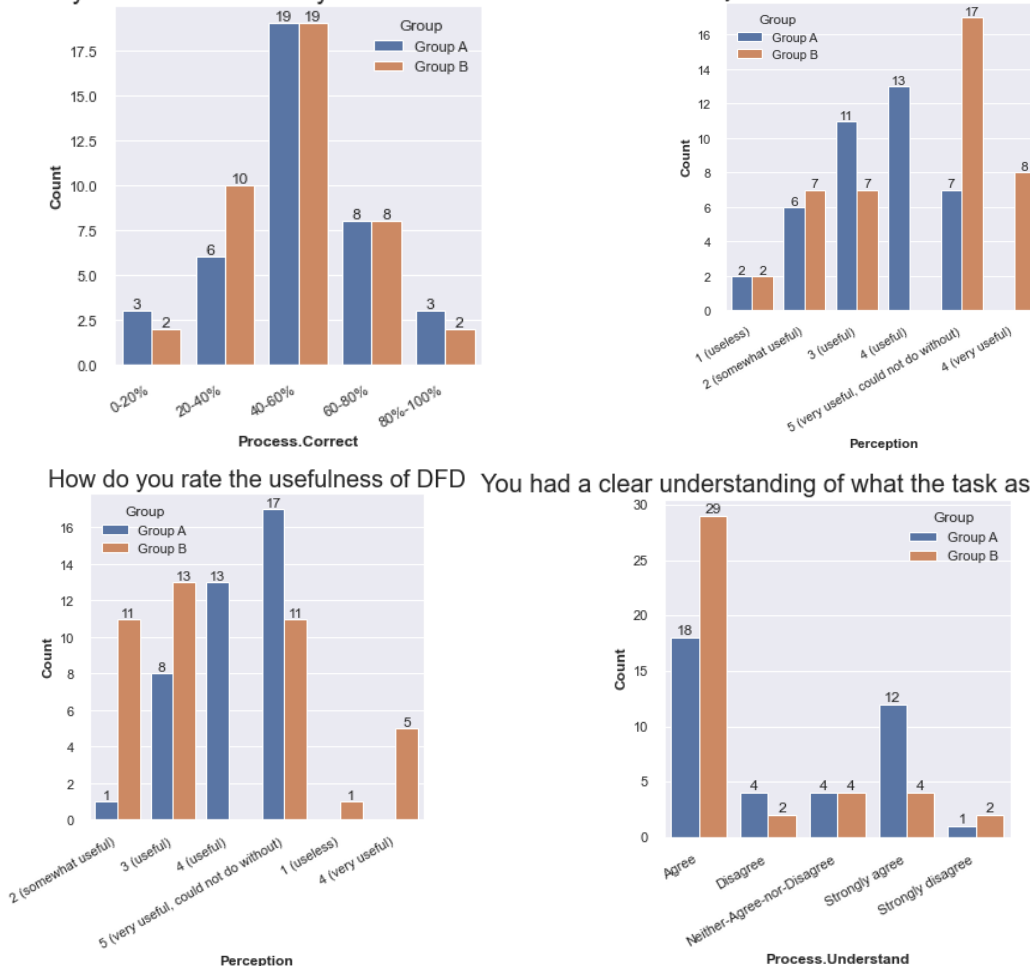 19
19
17.5
Group
Group A
Group B
15.0
12.5
10.0
10
8
8
7.5
6
5.0
3
3
2.5
2
2
0.0
Count
0-20%
20-40%
40-60%
60-80%
80%-100%
Process.Correct
17
16
Group
Group A
Group B
14
13
12
11
10
8
8
7
7
7
6
6
4
2
2
2
0
Count
1 (useless)
2 (somewhat useful)
3 (useful)
4 (useful)
5 (very useful, could not do without)
4 (very useful)
Perception
How do you rate the usefulness of DFD
17
16
Group
Group A
Group B
14
13
13
12
11
11
10
8
8
6
5
4
2
1
1
0
Count
2 (somewhat useful)
3 (useful)
4 (useful)
5 (very useful, could not do without)
1 (useless)
4 (very useful)
Perception
You had a clear understanding of what the task as
30
29
Group
Group A
Group B
25
20
18
15
12
10
5
4
4
4
4
2
2
1
0
Count
Agree
Disagree
Neither-Agree-nor-Disagree
Strongly agree
Strongly disagree
Process.Understand